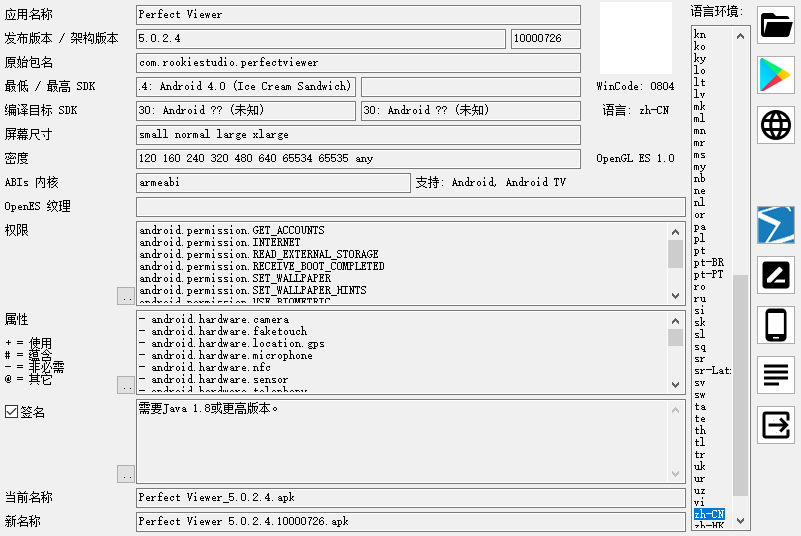 应用名称 Perfect Viewer 语言环境:
发布版本 / 架构版本 5.0.2.4 10000726
原始包名 com.rookiestudio.perfectviewer
最低 / 最高 SDK .4: Android 4.0 (Ice Cream Sandwich) WinCode: 0804
编译目标 SDK 30: Android ?? (未知) 30: Android ?? (未知) 语言: zh-CN
屏幕尺寸 small normal large xlarge
密度 120 160 240 320 480 640 65534 65535 any OpenGL ES 1.0
ABIs 内核 armeabi 支持: Android, Android TV
OpenES 纹理
权限
android.permission.GET_ACCOUNTS
android.permission.INTERNET
android.permission.READ_EXTERNAL_STORAGE
android.permission.RECEIVE_BOOT_COMPLETED
android.permission.SET_WALLPAPER
android.permission.SET_WALLPAPER_HINTS
android.permission.USE_BIOMETRIC
..
属性
+ = 使用
# = 蕴含
- = 非必需
@ = 其它
- android.hardware.camera
- android.hardware.faketouch
- android.hardware.location.gps
- android.hardware.microphone
- android.hardware.nfc
- android.hardware.sensor
- android.hardware.telephony
..
签名
需要Java 1.8或更高版本。
..
当前名称 Perfect Viewer_5.0.2.4.apk
新名称 Perfect Viewer 5.0.2.4.10000726.apk
kn
ko
ky
lo
lt
lv
mk
ml
mn
mr
ms
my
nb
ne
nl
or
pa
pl
pt
pt-BR
pt-PT
ro
ru
si
sk
sl
sq
sr
sr-Lat
sv
sw
ta
te
th
tl
tr
uk
ur
uz
vi
zh-CN
zh-HK